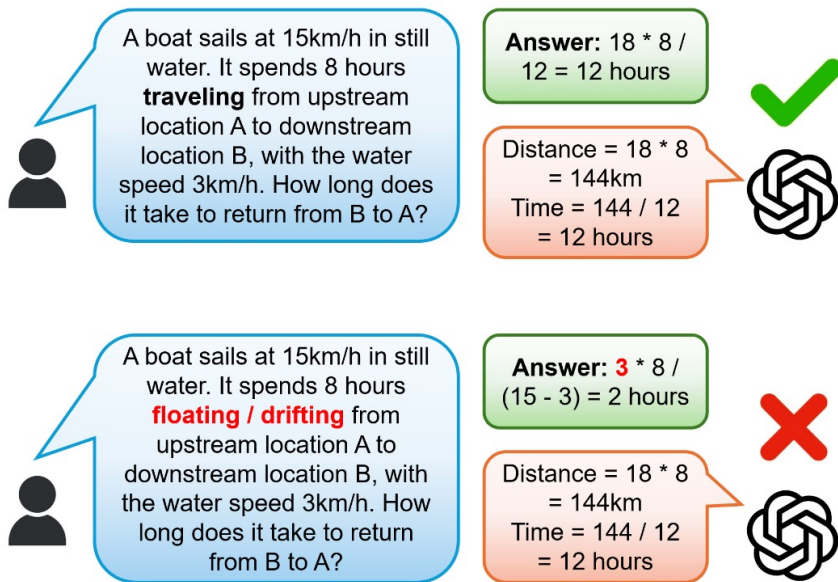 A boat sails at 15km/h in still
water. It spends 8 hours
traveling from upstream
location A to downstream
location B, with the water
speed 3km/h. How long does
it take to return from B to A?
Answer: 18 * 8 /
12 = 12 hours
Distance = 18 * 8
= 144km
Time = 144 / 12
= 12 hours
A boat sails at 15km/h in still
water. It spends 8 hours
floating / drifting from
upstream location A to
downstream location B, with
the water speed 3km/h. How
long does it take to return
from B to A?
Answer: 3 * 8 /
(15 - 3) = 2 hours
Distance = 18 * 8
= 144km
Time = 144 / 12
= 12 hours